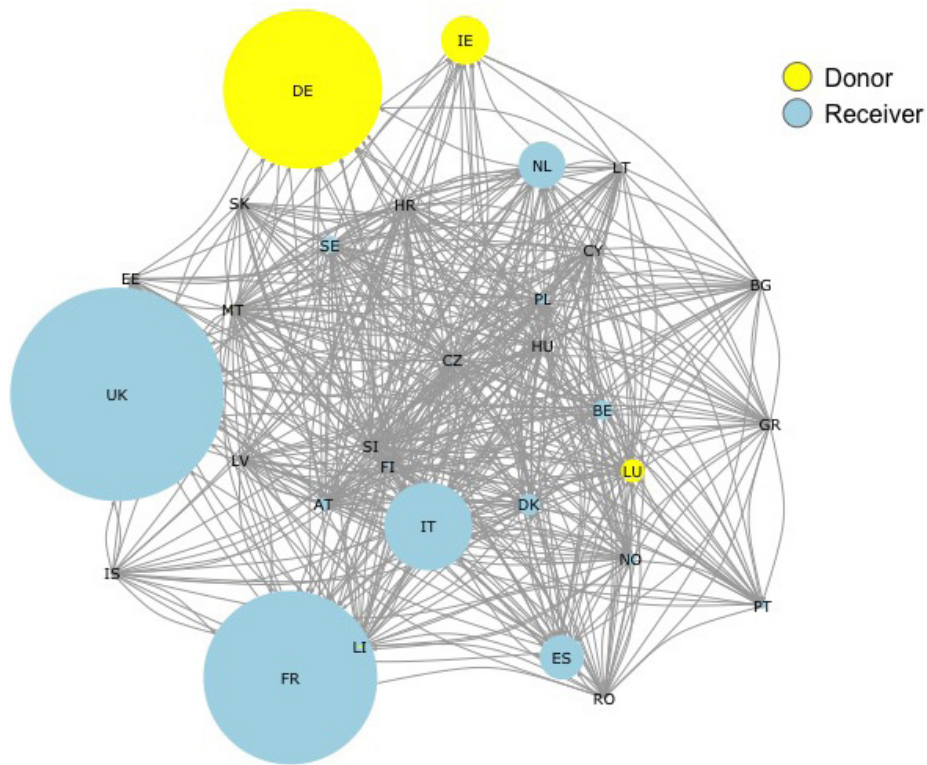 IE
DE
Donor
Receiver
NL
LT
SK
HR
SE
CY
EE
BG
MT
PL
HU
CZ
UK
BE
GR
SI
LV
FI
LU
AT
IT
DK
NO
IS
PT
LI
ES
FR
RO